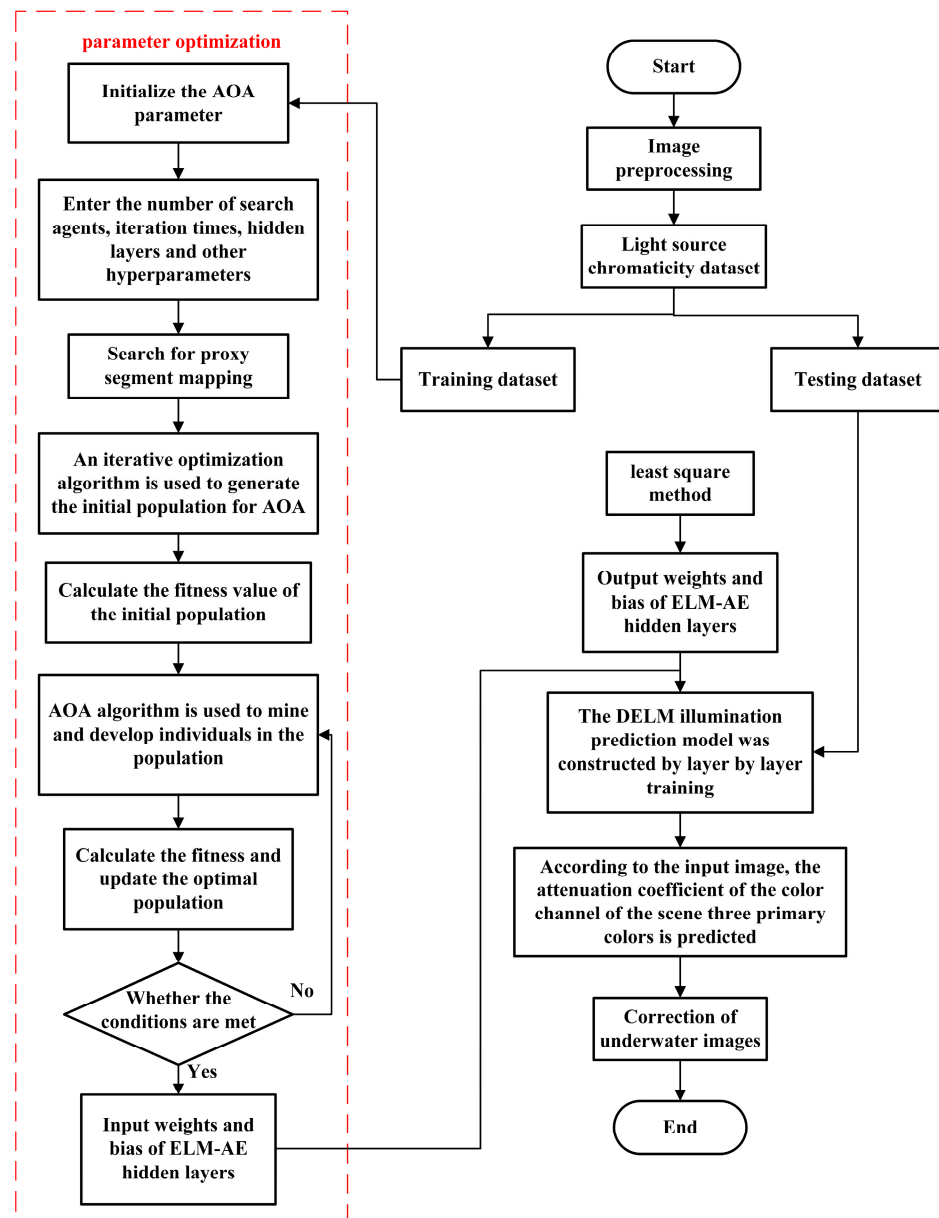 parameter optimization
Initialize the AOA
parameter
Enter the number of search
agents, iteration times, hidden
layers and other
hyperparameters
Search for proxy
segment mapping
An iterative optimization
algorithm is used to generate
the initial population for AOA
Calculate the fitness value of
the initial population
AOA algorithm is used to mine
and develop individuals in the
population
Calculate the fitness and
update the optimal
population
Whether the
conditions are met
No
Yes
Input weights and
bias of ELM-AE
hidden layers
Start
Image
preprocessing
Light source
chromaticity dataset
Training dataset
Testing dataset
least square
method
Output weights and
bias of ELM-AE
hidden layers
The DELM illumination
prediction model was
constructed by layer by layer
training
According to the input image, the
attenuation coefficient of the color
channel of the scene three primary
colors is predicted
Correction of
underwater images
End